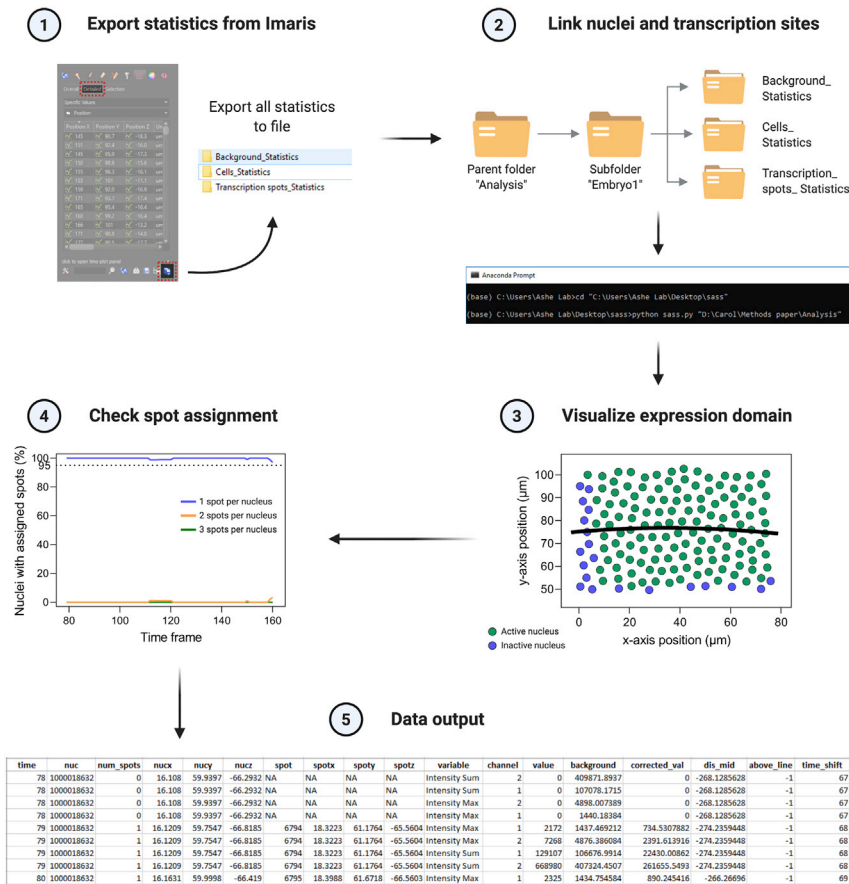 1 Export statistics from Imaris
Overall Detailed Selection
Specific Values
Position
Position X Position Y Position Z
Export all statistics
to file
Background_Statistics
Cells_Statistics
Transcription spots_Statistics
2 Link nuclei and transcription sites
Parent folder
"Analysis"
Subfolder
"Embryo1"
Background_
Statistics
Cells_
Statistics
Transcription_
spots_ Statistics
Anaconda Prompt
(base) C:\Users\Ashe Lab>cd "C:\Users\Ashe Lab\Desktop\sass"
(base) C:\Users\Ashe Lab\Desktop\sass>python sass.py "D:\Carol\Methods paper\Analysis"
4 Check spot assignment
Nuclei with assigned spots (%)
100
95
80
60
40
20
0
1 spot per nucleus
2 spots per nucleus
3 spots per nucleus
80 100 120 140 160
Time frame
3 Visualize expression domain
y-axis position (µm)
100
90
80
70
60
50
0 20 40 60 80
x-axis position (µm)
Active nucleus
Inactive nucleus
5 Data output
time nuc num_spots nucx nucy nucz spot spotx spoty spotz variable channel value background corrected_val dis_mid above_line time_shift
78 1000018632 0 16.108 59.9397 -66.2932 NA NA NA NA Intensity Sum 2 0 409871.8937 0 -268.1285628 -1 67
78 1000018632 0 16.108 59.9397 -66.2932 NA NA NA NA Intensity Sum 1 0 107078.1715 0 -268.1285628 -1 67
78 1000018632 0 16.108 59.9397 -66.2932 NA NA NA NA Intensity Max 2 0 4898.007389 0 -268.1285628 -1 67
78 1000018632 0 16.108 59.9397 -66.2932 NA NA NA NA Intensity Max 1 0 1440.18384 0 -268.1285628 -1 67
79 1000018632 1 16.1209 59.7547 -66.8185 6794 18.3223 61.1764 -65.5604 Intensity Max 1 2172 1437.469212 734.5307882 -274.2359448 -1 68
79 1000018632 1 16.1209 59.7547 -66.8185 6794 18.3223 61.1764 -65.5604 Intensity Max 2 7268 4876.386084 2391.613916 -274.2359448 -1 68
79 1000018632 1 16.1209 59.7547 -66.8185 6794 18.3223 61.1764 -65.5604 Intensity Sum 1 129107 106676.9914 22430.00862 -274.2359448 -1 68
79 1000018632 1 16.1209 59.7547 -66.8185 6794 18.3223 61.1764 -65.5604 Intensity Sum 2 668980 407324.4507 261655.5493 -274.2359448 -1 68
80 1000018632 1 16.1631 59.9998 -66.419 6795 18.3988 61.6718 -66.5603 Intensity Max 1 2325 1434.754584 890.245416 -266.26696 -1 69